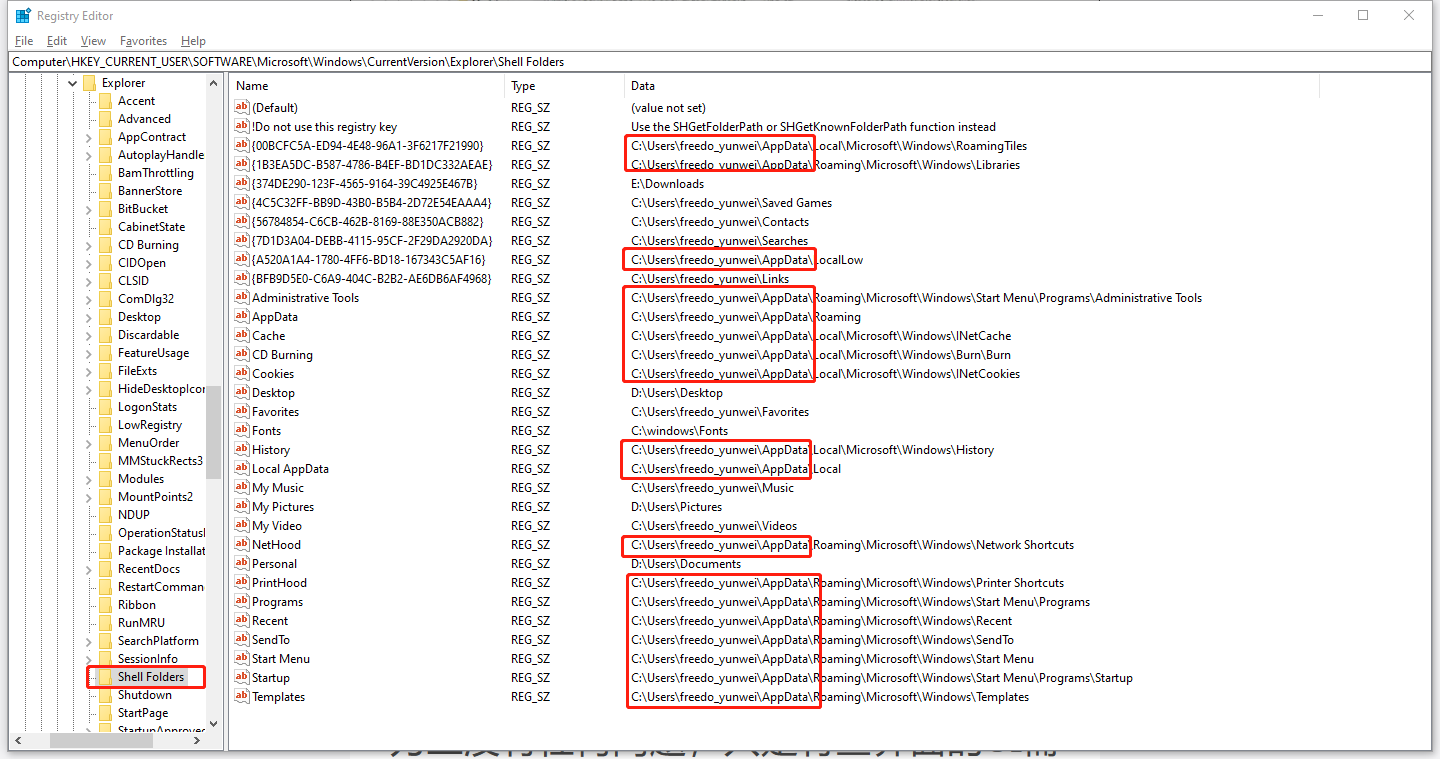 Registry Editor
File Edit View Favorites Help
Computer\HKEY_CURRENT_USER\SOFTWARE\Microsoft\Windows\CurrentVersion\Explorer\Shell Folders
Explorer
Accent
Advanced
AppContract
AutoplayHandle
BamThrottling
BannerStore
BitBucket
CabinetState
CD Burning
CIDOpen
CLSID
ComDlg32
Desktop
Discardable
FeatureUsage
FileExts
HideDesktopIcon
LogonStats
LowRegistry
MenuOrder
MMStuckRects3
Modules
MountPoints2
NDUP
OperationStatusI
Package Installat
RecentDocs
RestartComman
Ribbon
RunMRU
SearchPlatform
SessionInfo
Shell Folders
Shutdown
StartPage
StartupApproved
Name Type Data
(Default) REG_SZ (value not set)
!Do not use this registry key REG_SZ Use the SHGetFolderPath or SHGetKnownFolderPath function instead
{00BCFC5A-ED94-4E48-96A1-3F6217F21990} REG_SZ C:\Users\freedo_yunwei\AppData\Local\Microsoft\Windows\RoamingTiles
{1B3EA5DC-B587-4786-B4EF-BD1DC332AEAE} REG_SZ C:\Users\freedo_yunwei\AppData\Roaming\Microsoft\Windows\Libraries
{374DE290-123F-4565-9164-39C4925E467B} REG_SZ E:\Downloads
{4C5C32FF-BB9D-43B0-B5B4-2D72E54EAAA4} REG_SZ C:\Users\freedo_yunwei\Saved Games
{56784854-C6CB-462B-8169-88E350ACB882} REG_SZ C:\Users\freedo_yunwei\Contacts
{7D1D3A04-DEBB-4115-95CF-2F29DA2920DA} REG_SZ C:\Users\freedo_yunwei\Searches
{A520A1A4-1780-4FF6-BD18-167343C5AF16} REG_SZ C:\Users\freedo_yunwei\AppData\LocalLow
{BFB9D5E0-C6A9-404C-B2B2-AE6DB6AF4968} REG_SZ C:\Users\freedo_yunwei\Links
Administrative Tools REG_SZ C:\Users\freedo_yunwei\AppData\Roaming\Microsoft\Windows\Start Menu\Programs\Administrative Tools
AppData REG_SZ C:\Users\freedo_yunwei\AppData\Roaming
Cache REG_SZ C:\Users\freedo_yunwei\AppData\Local\Microsoft\Windows\INetCache
CD Burning REG_SZ C:\Users\freedo_yunwei\AppData\Local\Microsoft\Windows\Burn\Burn
Cookies REG_SZ C:\Users\freedo_yunwei\AppData\Local\Microsoft\Windows\INetCookies
Desktop REG_SZ D:\Users\Desktop
Favorites REG_SZ C:\Users\freedo_yunwei\Favorites
Fonts REG_SZ C:\windows\Fonts
History REG_SZ C:\Users\freedo_yunwei\AppData\Local\Microsoft\Windows\History
Local AppData REG_SZ C:\Users\freedo_yunwei\AppData\Local
My Music REG_SZ C:\Users\freedo_yunwei\Music
My Pictures REG_SZ D:\Users\Pictures
My Video REG_SZ C:\Users\freedo_yunwei\Videos
NetHood REG_SZ C:\Users\freedo_yunwei\AppData\Roaming\Microsoft\Windows\Network Shortcuts
Personal REG_SZ D:\Users\Documents
PrintHood REG_SZ C:\Users\freedo_yunwei\AppData\Roaming\Microsoft\Windows\Printer Shortcuts
Programs REG_SZ C:\Users\freedo_yunwei\AppData\Roaming\Microsoft\Windows\Start Menu\Programs
Recent REG_SZ C:\Users\freedo_yunwei\AppData\Roaming\Microsoft\Windows\Recent
SendTo REG_SZ C:\Users\freedo_yunwei\AppData\Roaming\Microsoft\Windows\SendTo
Start Menu REG_SZ C:\Users\freedo_yunwei\AppData\Roaming\Microsoft\Windows\Start Menu
Startup REG_SZ C:\Users\freedo_yunwei\AppData\Roaming\Microsoft\Windows\Start Menu\Programs\Startup
Templates REG_SZ C:\Users\freedo_yunwei\AppData\Roaming\Microsoft\Windows\Templates